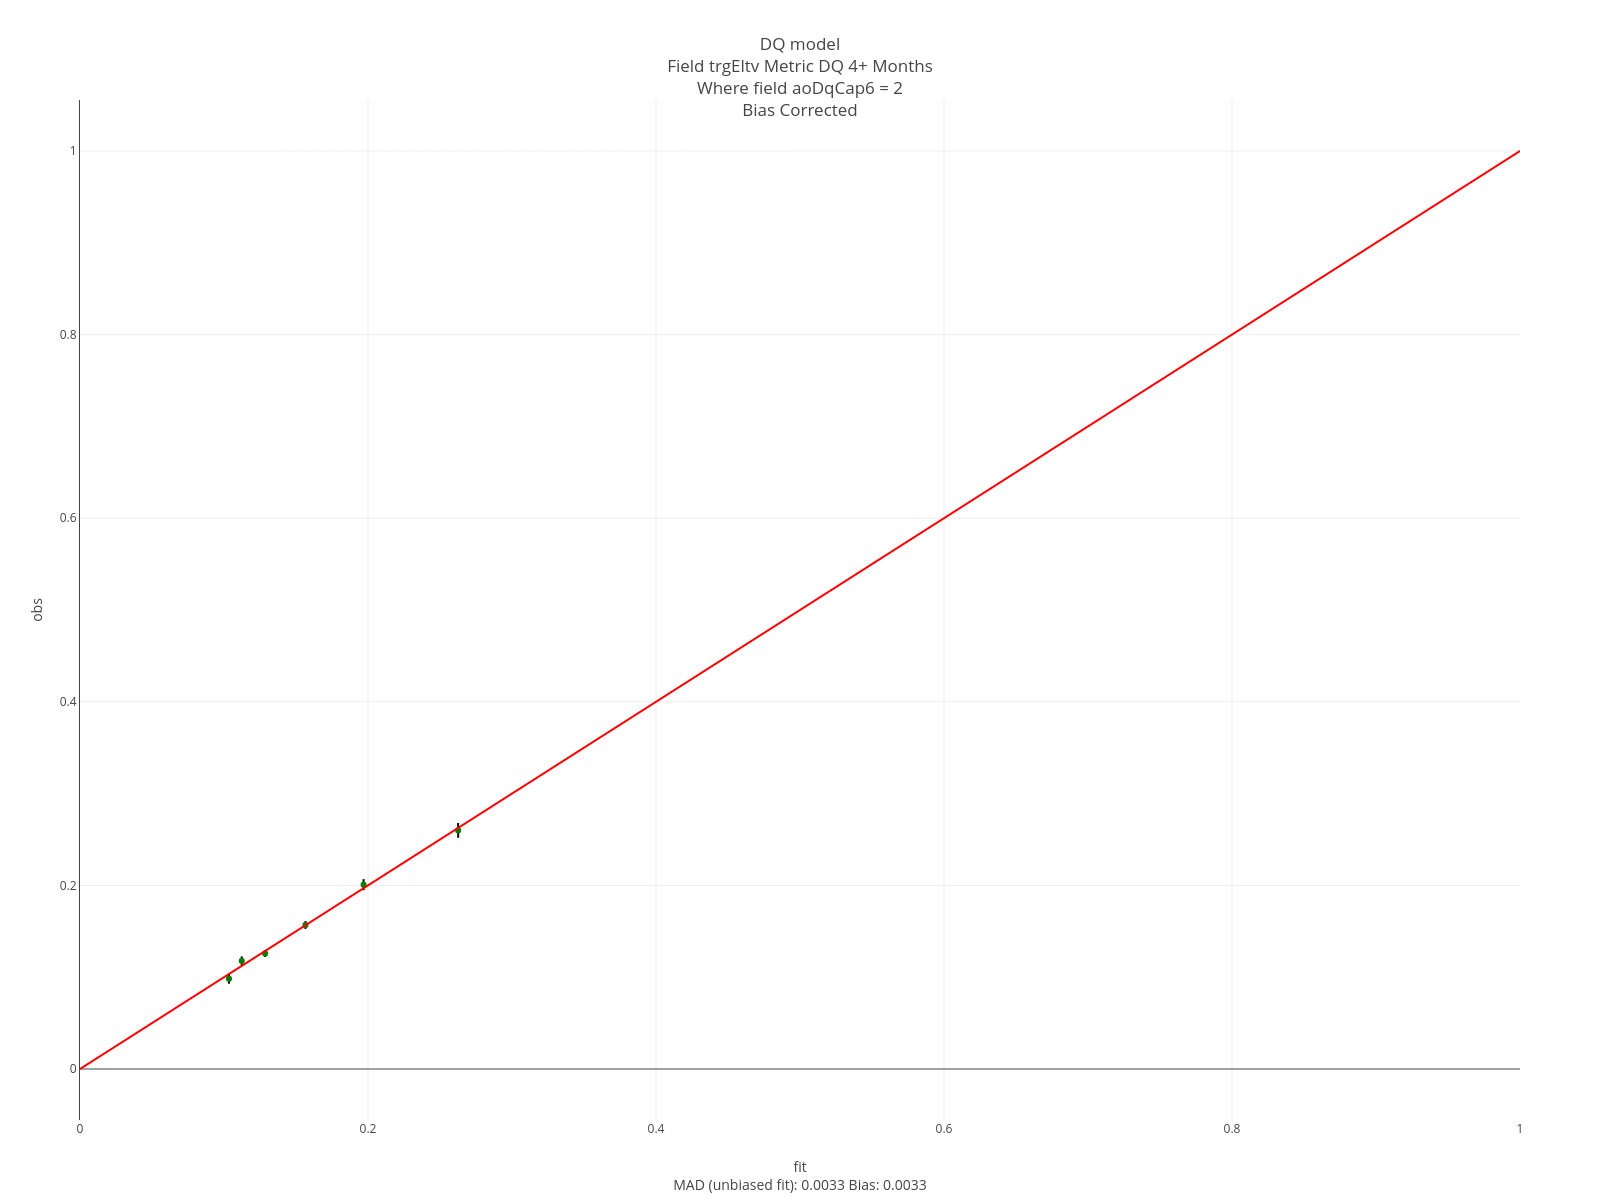 DQ model
Field trgEltv Metric DQ 4+ Months
Where field aoDqCap6 = 2
Bias Corrected
1
0.8
0.6
0.4
0.2
0
obs
0 0.2 0.4 0.6 0.8 1
fit
MAD (unbiased fit): 0.0033 Bias: 0.0033